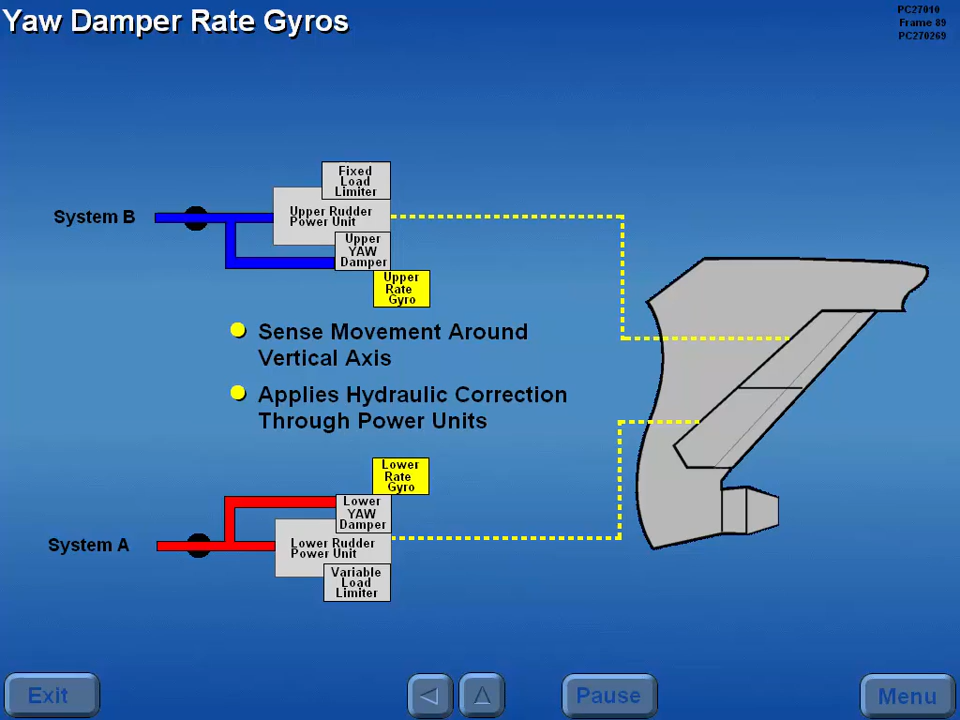 Yaw Damper Rate Gyros
PC27010
Frame 89
PC270269
Fixed
Load
Limiter
System B
Upper Rudder
Power Unit
Upper
YAW
Damper
Upper
Rate
Gyro
Sense Movement Around
Vertical Axis
Applies Hydraulic Correction
Through Power Units
Lower
Rate
Gyro
Lower
YAW
Damper
System A
Lower Rudder
Power Unit
Variable
Load
Limiter
Exit
Pause
Menu